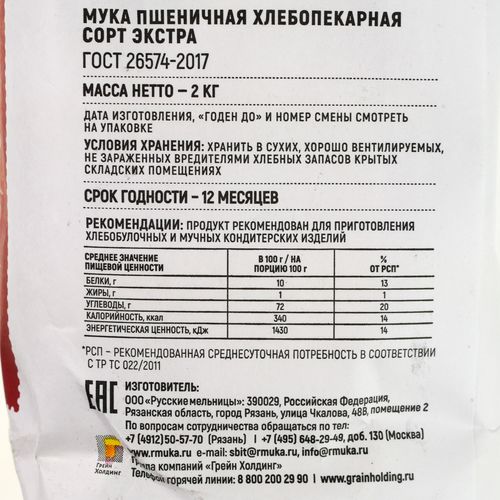 МУКА ПШЕНИЧНАЯ ХЛЕБОПЕКАРНАЯ
СОРТ ЭКСТРА
ГОСТ 26574-2017
МАССА НЕТТО – 2 КГ
ДАТА ИЗГОТОВЛЕНИЯ, «ГОДЕН ДО» И НОМЕР СМЕНЫ СМОТРЕТЬ
НА УПАКОВКЕ
УСЛОВИЯ ХРАНЕНИЯ: ХРАНИТЬ В СУХИХ, ХОРОШО ВЕНТИЛИРУЕМЫХ,
НЕ ЗАРАЖЕННЫХ ВРЕДИТЕЛЯМИ ХЛЕБНЫХ ЗАПАСОВ КРЫТЫХ
СКЛАДСКИХ ПОМЕЩЕНИЯХ
СРОК ГОДНОСТИ – 12 МЕСЯЦЕВ
РЕКОМЕНДАЦИИ: ПРОДУКТ РЕКОМЕНДОВАН ДЛЯ ПРИГОТОВЛЕНИЯ
ХЛЕБОБУЛОЧНЫХ И МУЧНЫХ КОНДИТЕРСКИХ ИЗДЕЛИЙ
СРЕДНЕЕ ЗНАЧЕНИЕ В 100 г / НА %
ПИЩЕВОЙ ЦЕННОСТИ ПОРЦИЮ 100 г ОТ РСП*
БЕЛКИ, г 10 13
ЖИРЫ, г 1 1
УГЛЕВОДЫ, г 72 20
КАЛОРИЙНОСТЬ, ккал 340 14
ЭНЕРГЕТИЧЕСКАЯ ЦЕННОСТЬ, кДж 1430 14
*РСП – РЕКОМЕНДОВАННАЯ СРЕДНЕСУТОЧНАЯ ПОТРЕБНОСТЬ В СООТВЕТСТВИИ
С ТР ТС 022/2011
EAC
ИЗГОТОВИТЕЛЬ:
ООО «Русские мельницы»: 390029, Российская Федерация,
Рязанская область, город Рязань, улица Чкалова, 48В, помещение 2
По вопросам сотрудничества обращаться по тел:
+7 (4912) 50-57-70 (Рязань) | +7 (495) 648-29-49, доб. 130 (Москва)
www.rmuka.ru e-mail: sbit@rmuka.ru, info@rmuka.ru
Группа компаний «Грейн Холдинг» www.grainholding.ru
Телефон горячей линии: 8 800 200 29 90
Грейн
Холдинг